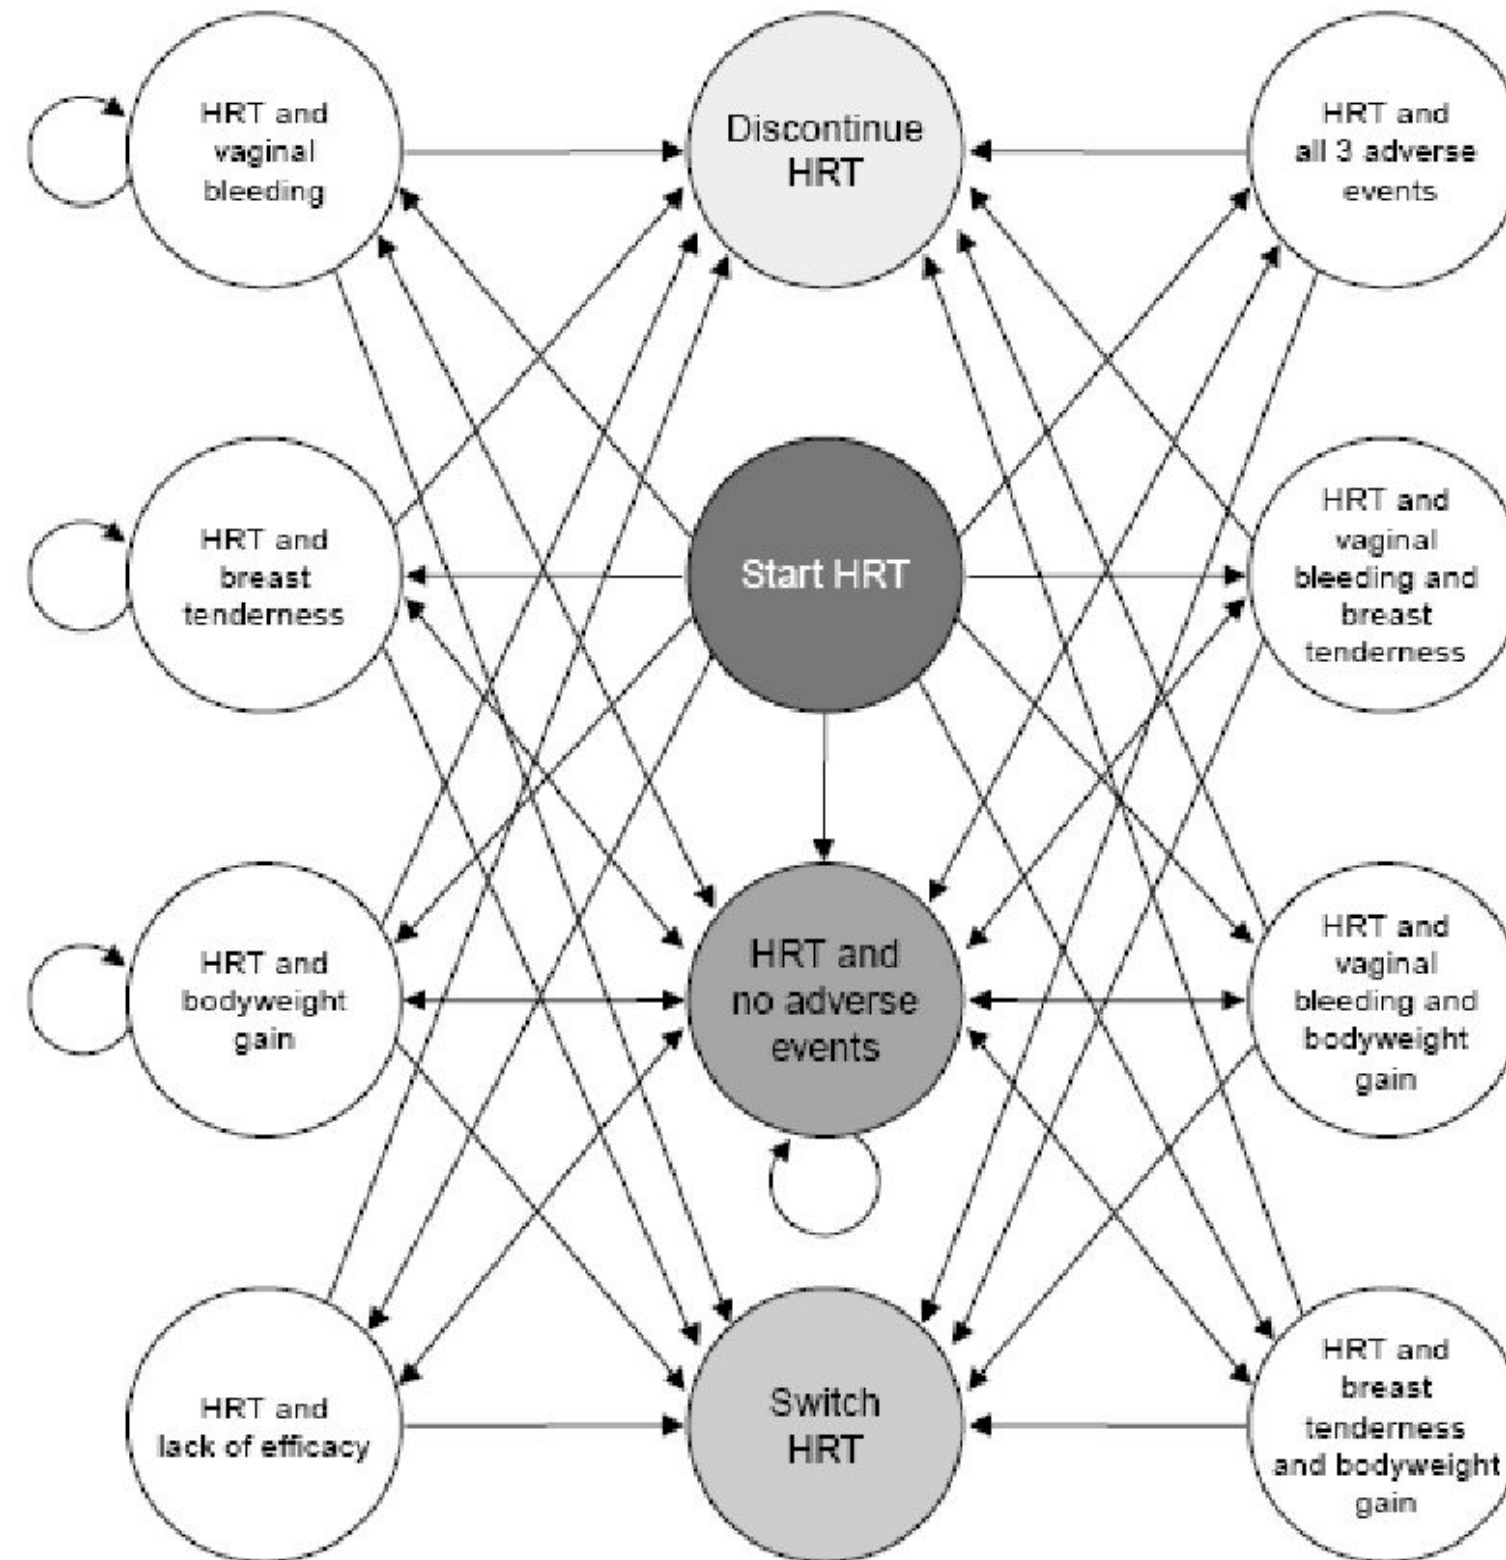 HRT and
vaginal
bleeding
Discontinue
HRT
HRT and
all 3 adverse
events
HRT and
breast
tenderness
Start HRT
HRT and
vaginal
bleeding and
breast
tenderness
HRT and
bodyweight
gain
HRT and
no adverse
events
HRT and
vaginal
bleeding and
bodyweight
gain
HRT and
lack of efficacy
Switch
HRT
HRT and
breast
tenderness
and bodyweight
gain